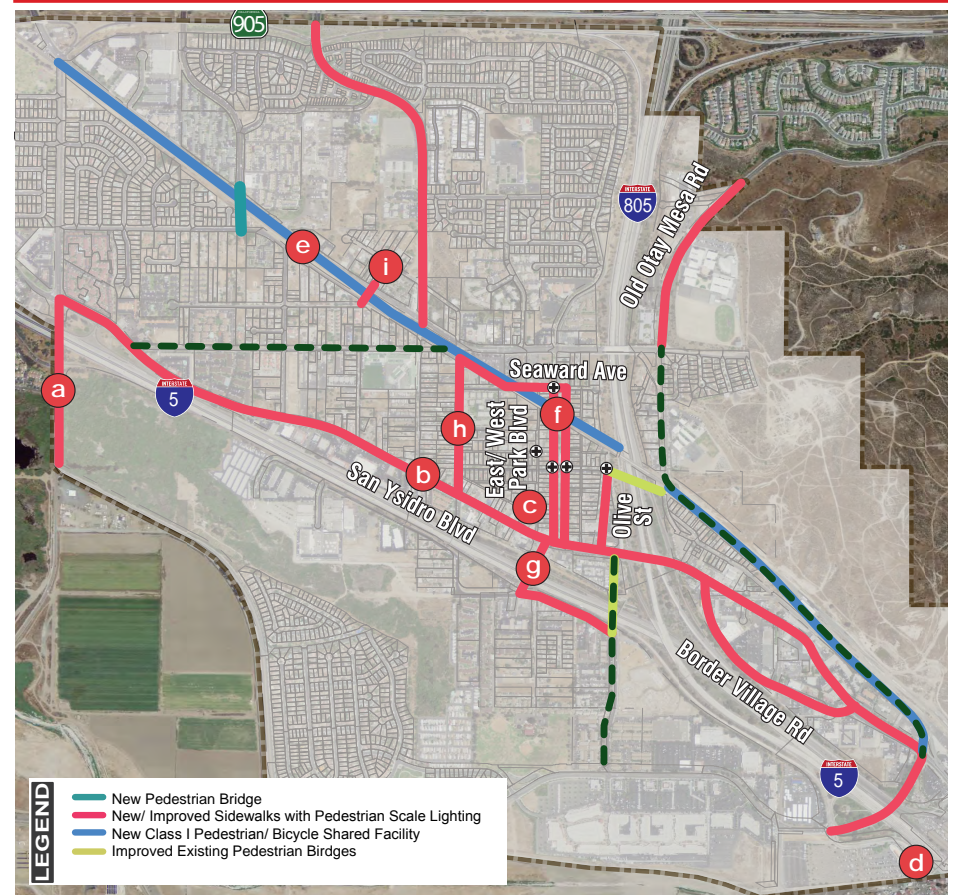 905
INTERSTATE
805
Old Otay Mesa Rd
e
i
a
INTERSTATE
5
Seaward Ave
f
h
East/ West
Park Blvd
b
c
San Ysidro Blvd
Olive
St
g
Border Village Rd
INTERSTATE
5
d
LEGEND
New Pedestrian Bridge
New/ Improved Sidewalks with Pedestrian Scale Lighting
New Class I Pedestrian/ Bicycle Shared Facility
Improved Existing Pedestrian Birdges